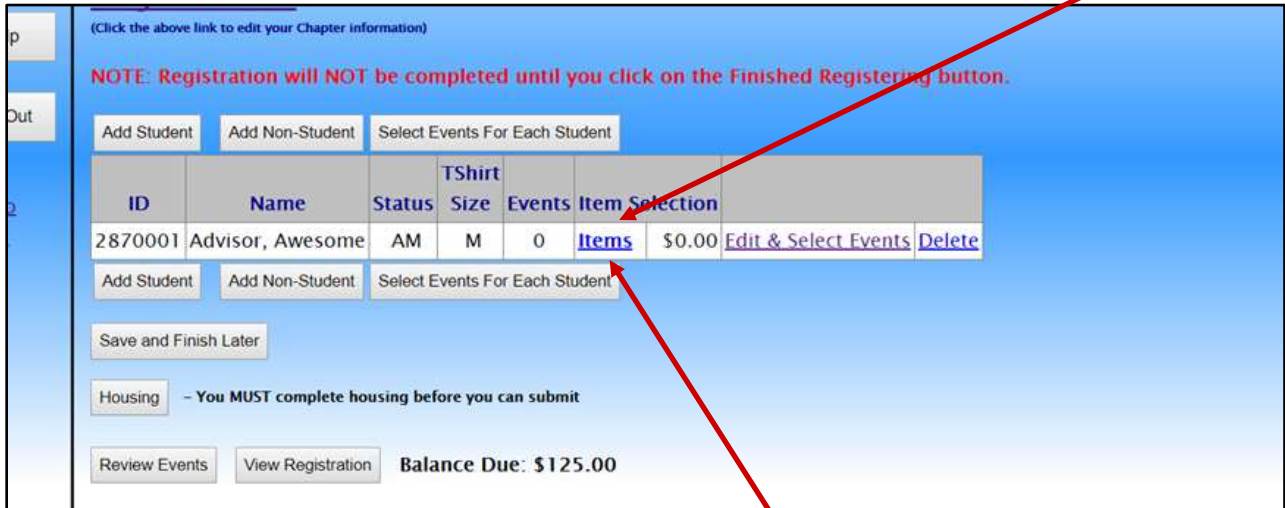 (Click the above link to edit your Chapter information)
p
NOTE: Registration will NOT be completed until you click on the Finished Registering button.
Out
Add Student Add Non-Student Select Events For Each Student
ID Name Status TShirt Size Events Item Selection
2870001 Advisor, Awesome AM M 0 Items $0.00 Edit & Select Events Delete
Add Student Add Non-Student Select Events For Each Student
Save and Finish Later
Housing – You MUST complete housing before you can submit
Review Events View Registration Balance Due: $125.00